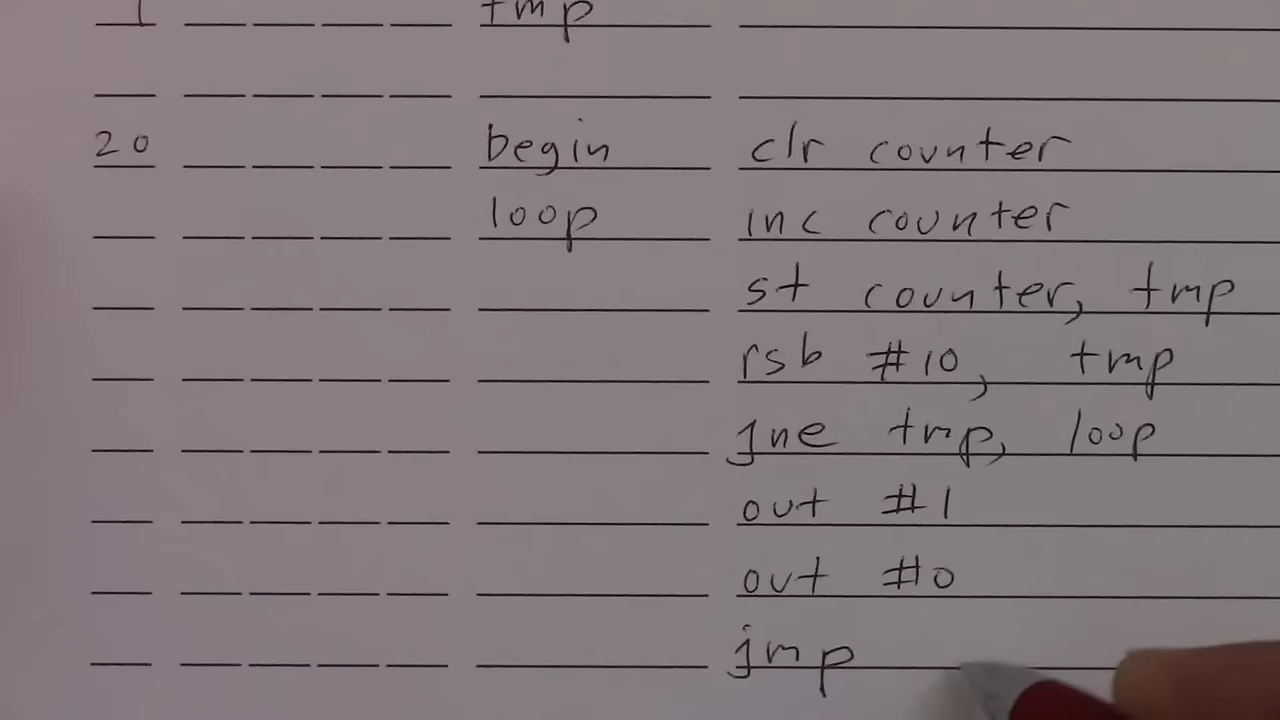 1 tmp
20 begin clr counter
loop inc counter
st counter, tmp
rsb #10, tmp
jne tmp, loop
out #1
out #0
jmp